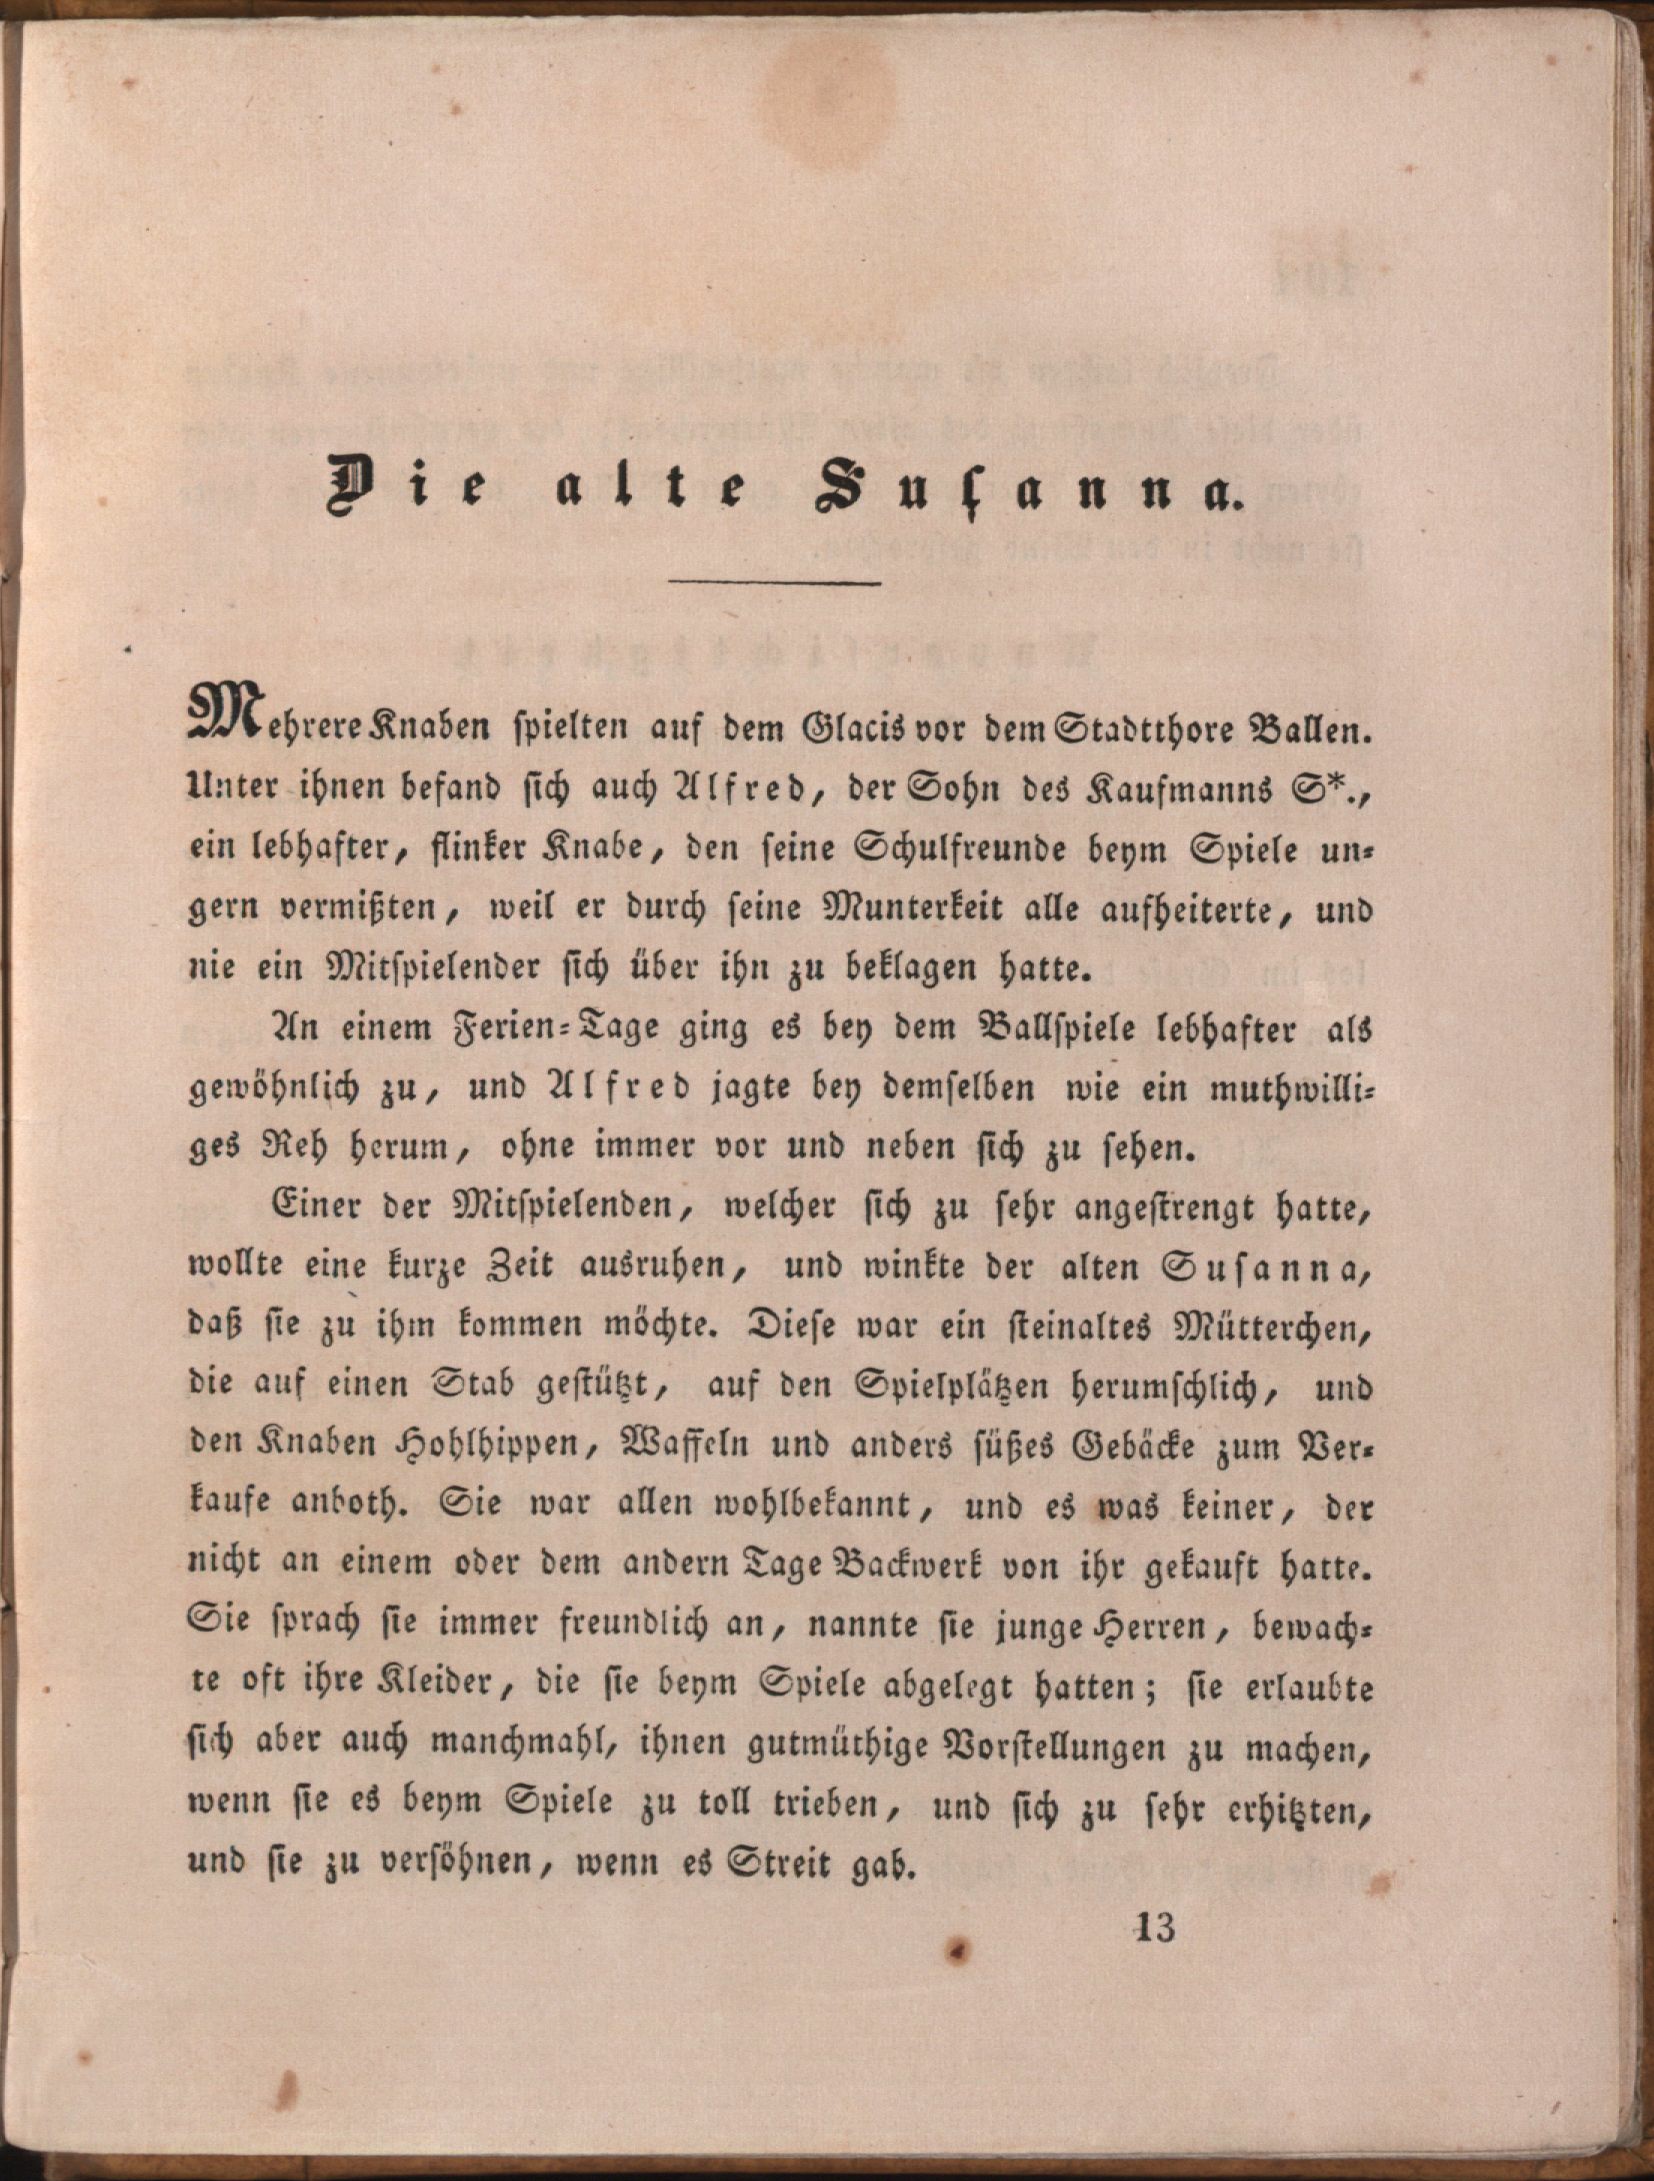 Die alte Susanna.
Mehrere Knaben spielten auf dem Glacis vor dem Stadtthore Ballen.
Unter ihnen befand sich auch Alfred, der Sohn des Kaufmanns S*.,
ein lebhafter, flinker Knabe, den seine Schulfreunde beym Spiele un-
gern vermißten, weil er durch seine Munterkeit alle aufheiterte, und
nie ein Mitspielender sich über ihn zu beklagen hatte.
An einem Ferien-Tage ging es bey dem Ballspiele lebhafter als
gewöhnlich zu, und Alfred jagte bey demselben wie ein muthwilli-
ges Reh herum, ohne immer vor und neben sich zu sehen.
Einer der Mitspielenden, welcher sich zu sehr angestrengt hatte,
wollte eine kurze Zeit ausruhen, und winkte der alten Susanna,
daß sie zu ihm kommen möchte. Diese war ein steinaltes Mütterchen,
die auf einen Stab gestützt, auf den Spielplätzen herumschlich, und
den Knaben Hohlhippen, Waffeln und anders süßes Gebäcke zum Ver-
kaufe anboth. Sie war allen wohlbekannt, und es was keiner, der
nicht an einem oder dem andern Tage Backwerk von ihr gekauft hatte.
Sie sprach sie immer freundlich an, nannte sie junge Herren, bewach-
te oft ihre Kleider, die sie beym Spiele abgelegt hatten; sie erlaubte
sich aber auch manchmahl, ihnen gutmüthige Vorstellungen zu machen,
wenn sie es beym Spiele zu toll trieben, und sich zu sehr erhitzten,
und sie zu versöhnen, wenn es Streit gab.
13